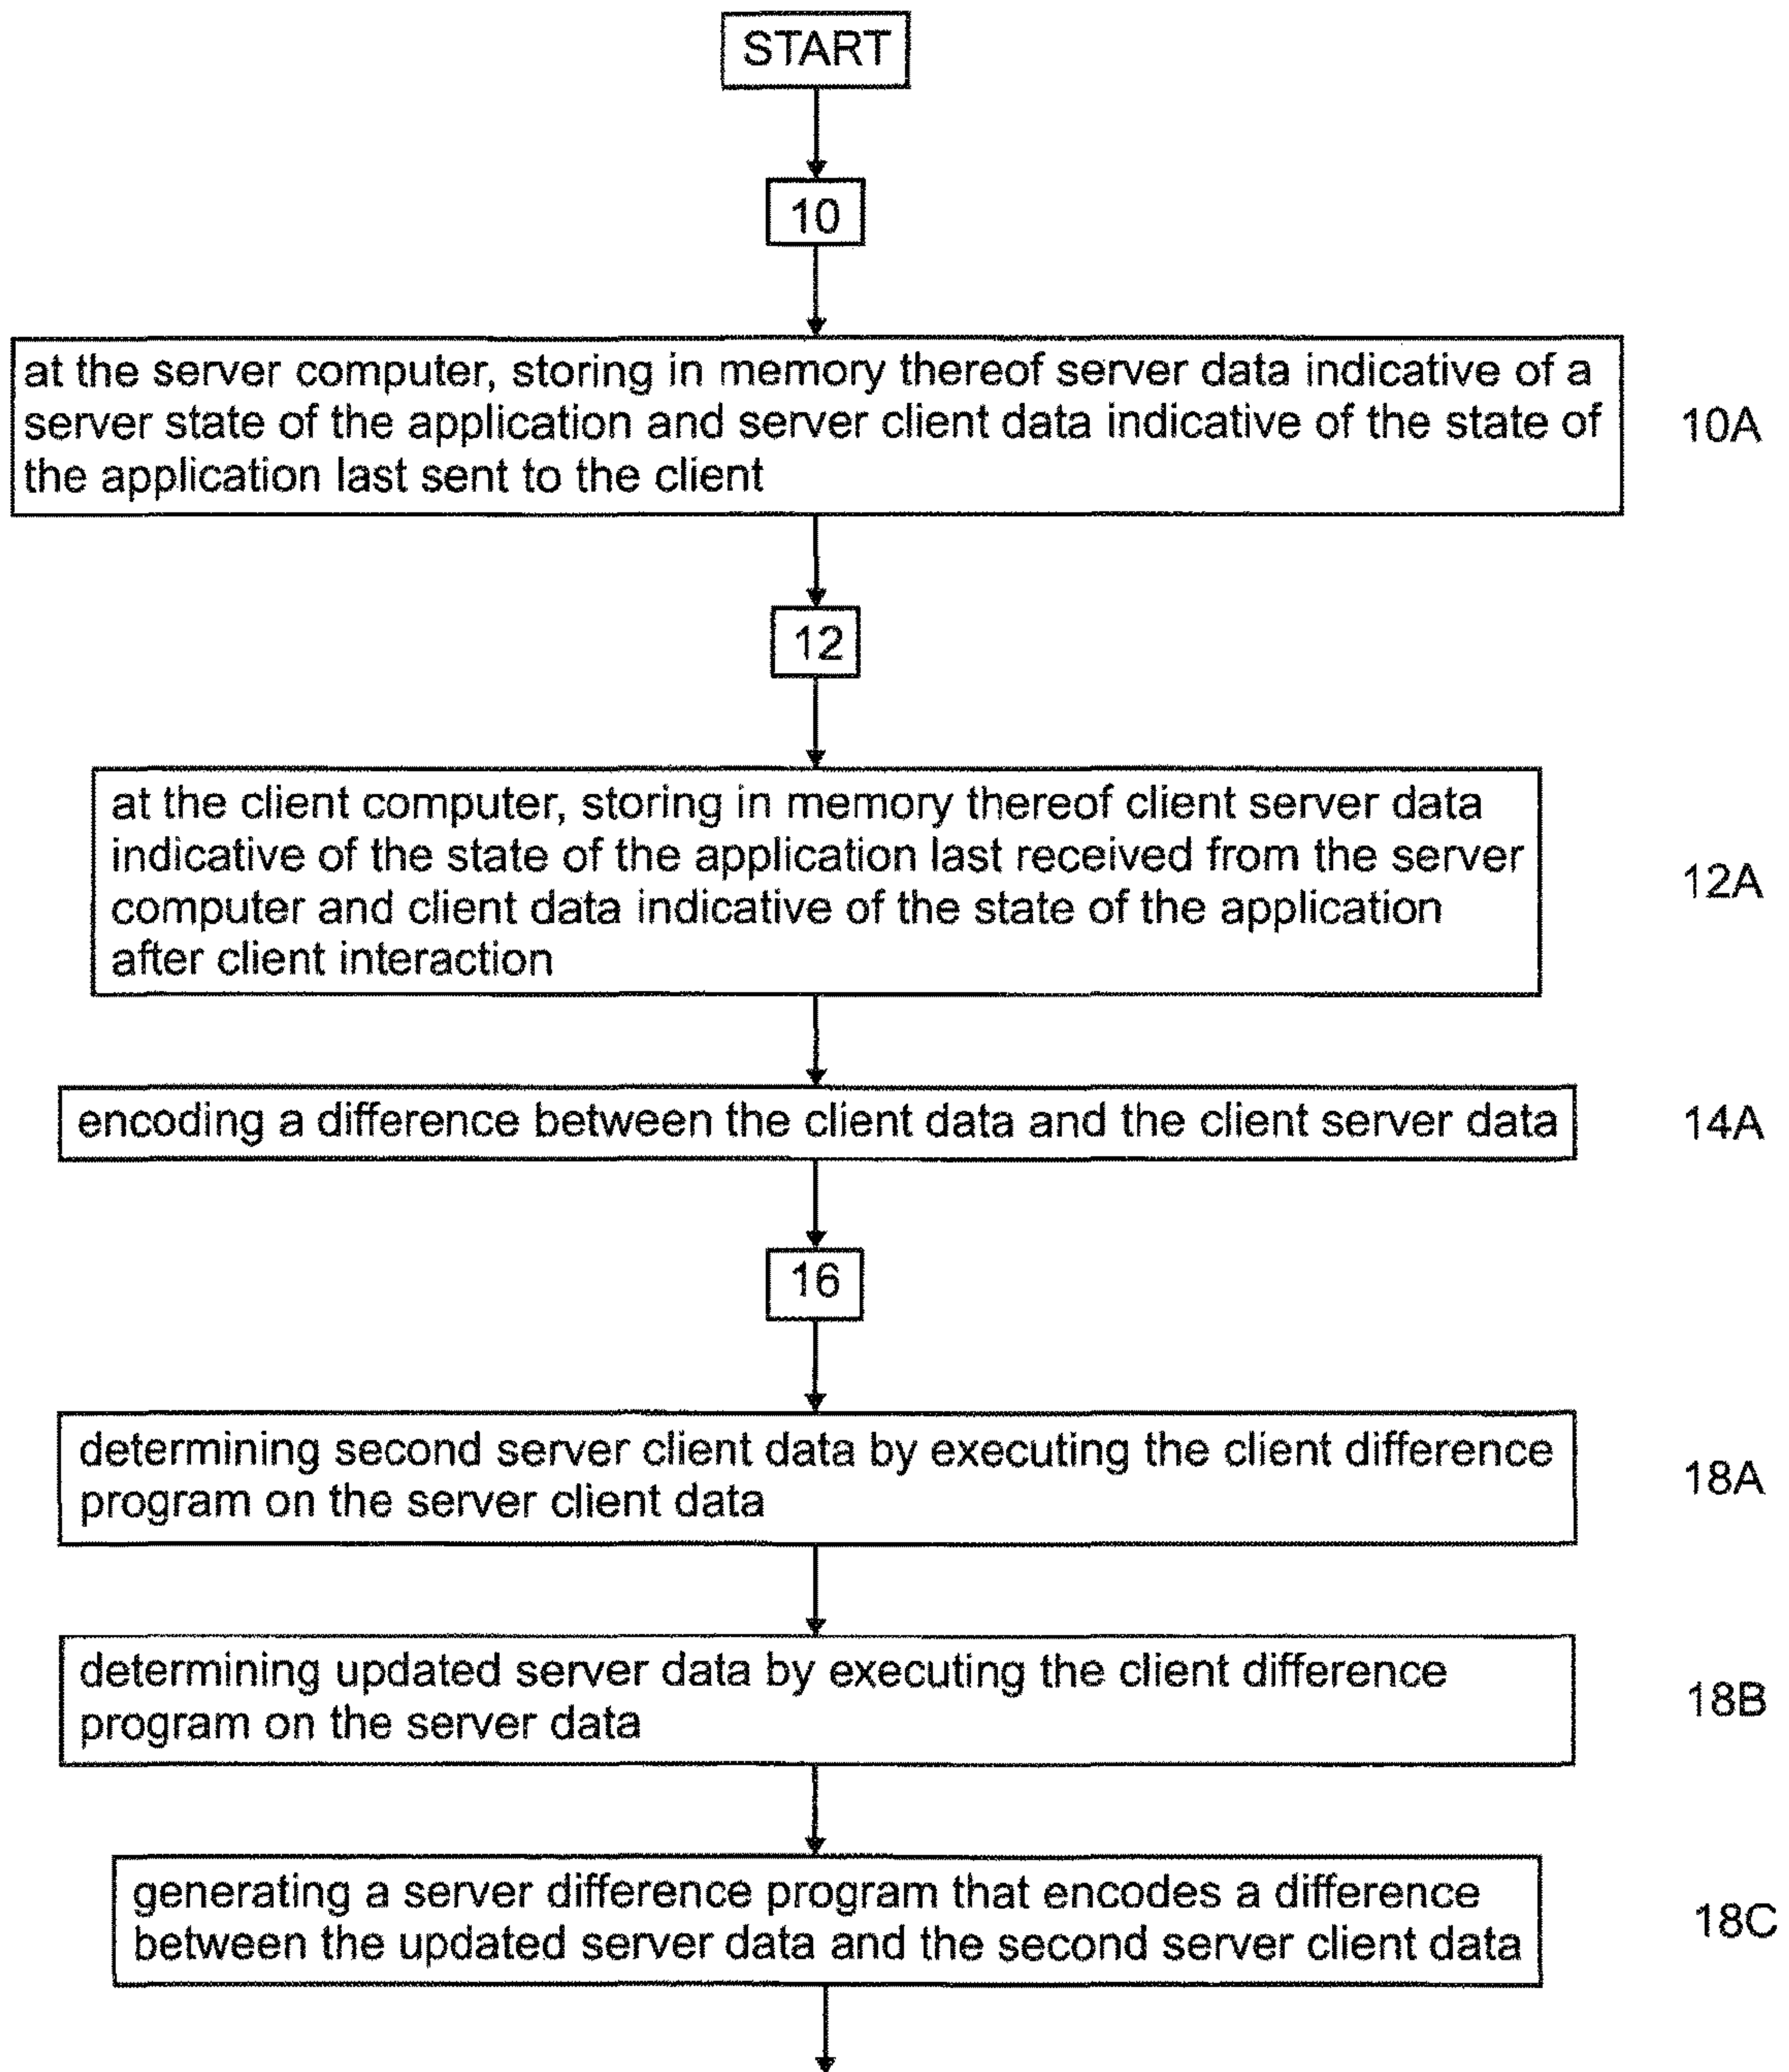 START
10
at the server computer, storing in memory thereof server data indicative of a
server state of the application and server client data indicative of the state of
the application last sent to the client
10A
12
at the client computer, storing in memory thereof client server data
indicative of the state of the application last received from the server
computer and client data indicative of the state of the application
after client interaction
12A
encoding a difference between the client data and the client server data
14A
16
determining second server client data by executing the client difference
program on the server client data
18A
determining updated server data by executing the client difference
program on the server data
18B
generating a server difference program that encodes a difference
between the updated server data and the second server client data
18C